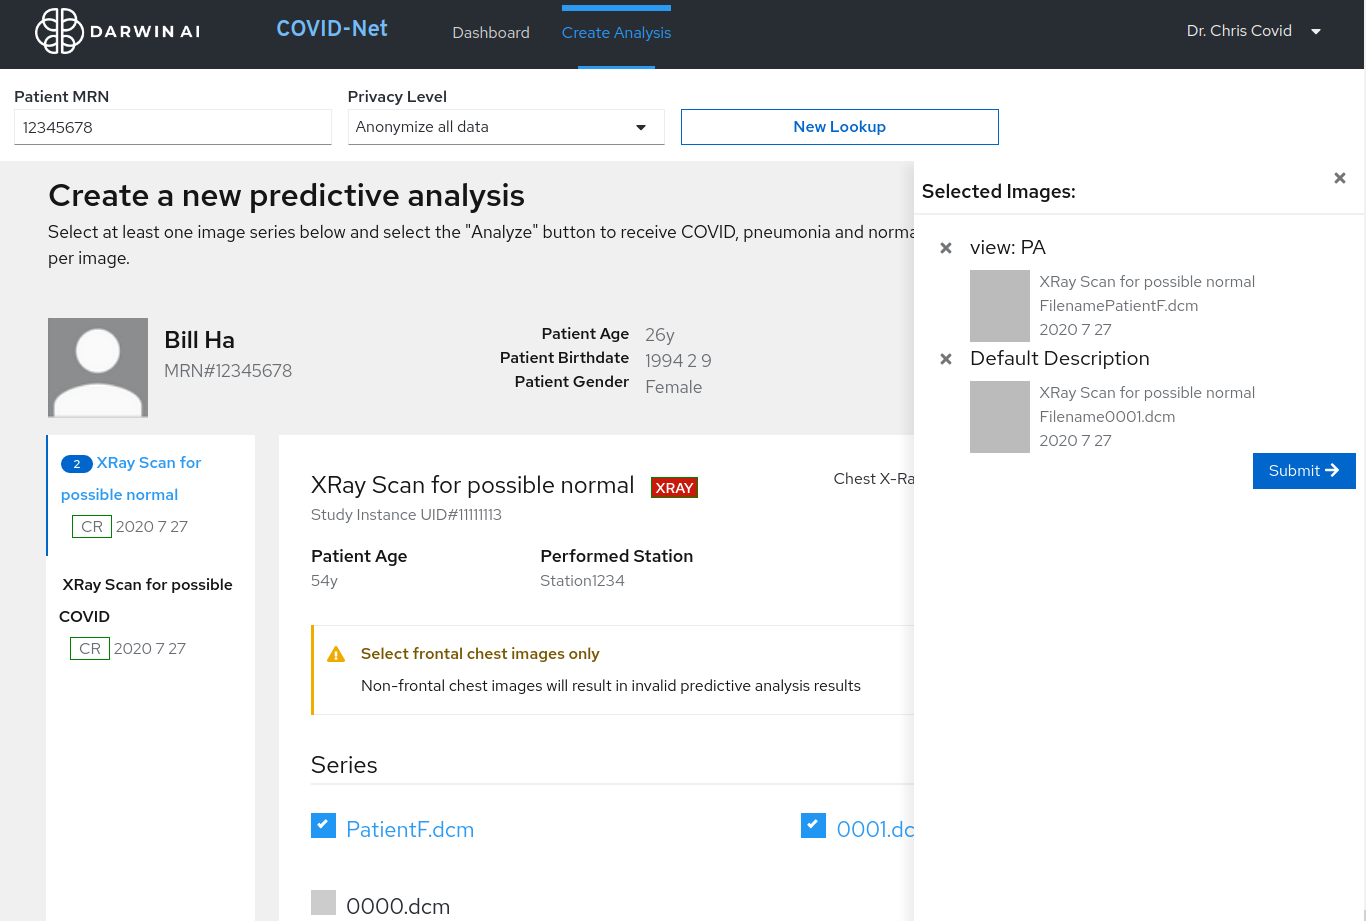 DARWIN AI
COVID-Net
Dashboard
Create Analysis
Dr. Chris Covid
Patient MRN
12345678
Privacy Level
Anonymize all data
New Lookup
Create a new predictive analysis
Select at least one image series below and select the "Analyze" button to receive COVID, pneumonia and norma
per image.
Bill Ha
MRN#12345678
Patient Age 26y
Patient Birthdate 1994 2 9
Patient Gender Female
2 XRay Scan for
possible normal
CR 2020 7 27
XRay Scan for possible
COVID
CR 2020 7 27
XRay Scan for possible normal XRAY
Chest X-Ra
Study Instance UID#11111113
Patient Age
54y
Performed Station
Station1234
Select frontal chest images only
Non-frontal chest images will result in invalid predictive analysis results
Series
PatientF.dcm
0001.dc
0000.dcm
Selected Images:
view: PA
XRay Scan for possible normal
FilenamePatientF.dcm
2020 7 27
Default Description
XRay Scan for possible normal
Filename0001.dcm
2020 7 27
Submit